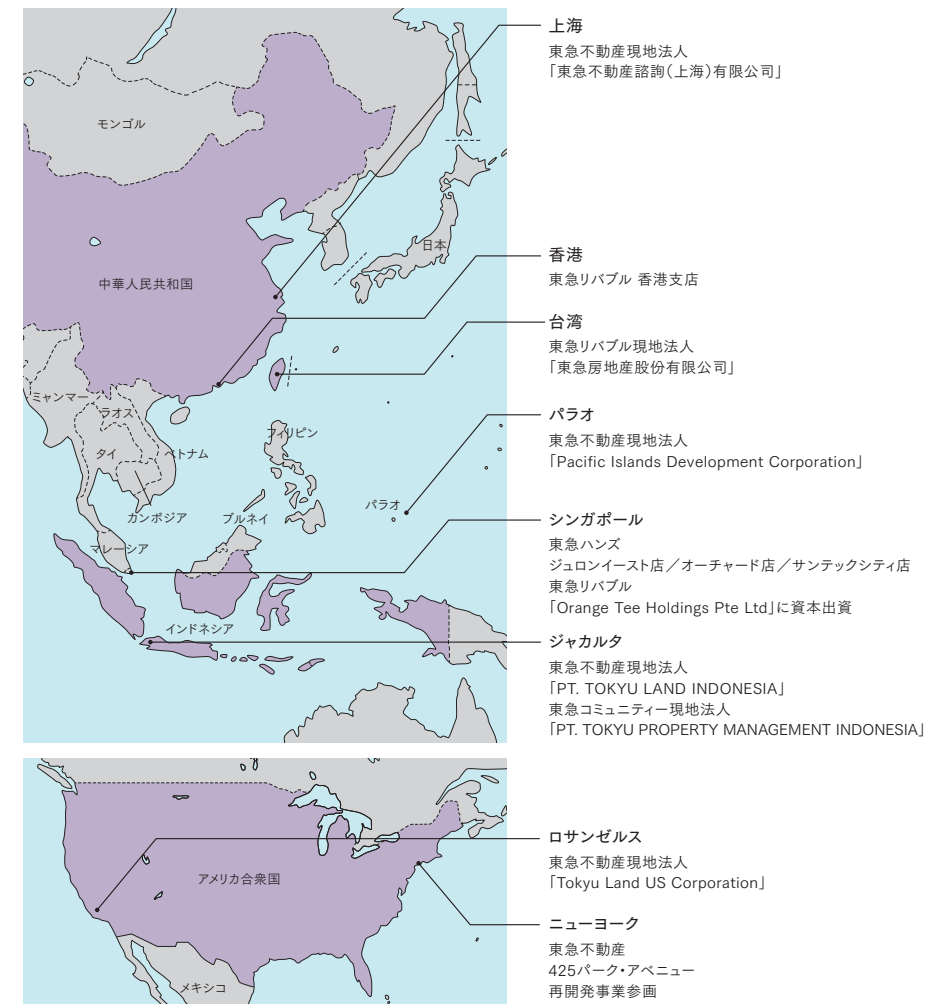 上海
東急不動産現地法人
「東急不動産諮詢(上海)有限公司」
モンゴル
日本
香港
東急リバブル 香港支店
中華人民共和国
台湾
東急リバブル現地法人
「東急房地産股份有限公司」
ミャンマー
ラオス
タイ
ベトナム
フィリピン
パラオ
東急不動産現地法人
「Pacific Islands Development Corporation」
カンボジア
ブルネイ
パラオ
マレーシア
シンガポール
東急ハンズ
ジュロンイースト店／オーチャード店／サンテックシティ店
東急リバブル
「Orange Tee Holdings Pte Ltd」に資本出資
インドネシア
ジャカルタ
東急不動産現地法人
「PT. TOKYU LAND INDONESIA」
東急コミュニティー現地法人
「PT. TOKYU PROPERTY MANAGEMENT INDONESIA」
ロサンゼルス
東急不動産現地法人
「Tokyu Land US Corporation」
アメリカ合衆国
ニューヨーク
東急不動産
425パーク・アベニュー
再開発事業参画
メキシコ